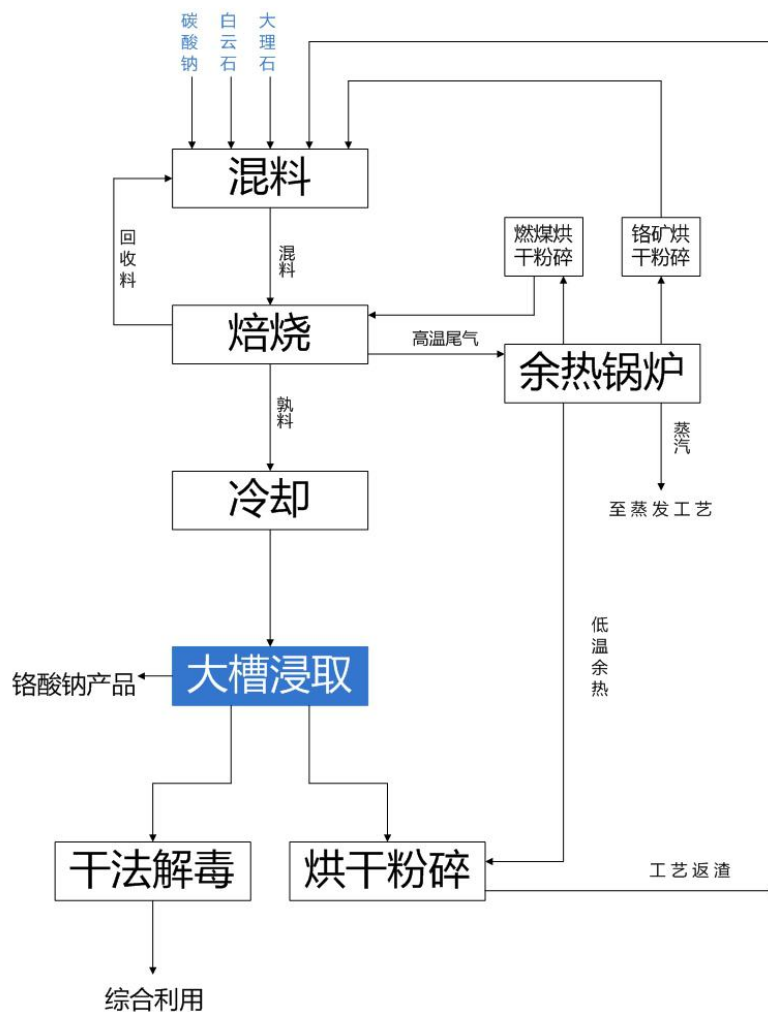 碳酸钠
白云石
大理石
混料
回收料
混料
燃煤烘
干粉碎
铬矿烘
干粉碎
焙烧
高温尾气
余热锅炉
孰料
蒸汽
冷却
至蒸发工艺
低温余热
大槽浸取
铬酸钠产品
干法解毒
烘干粉碎
工艺返渣
综合利用